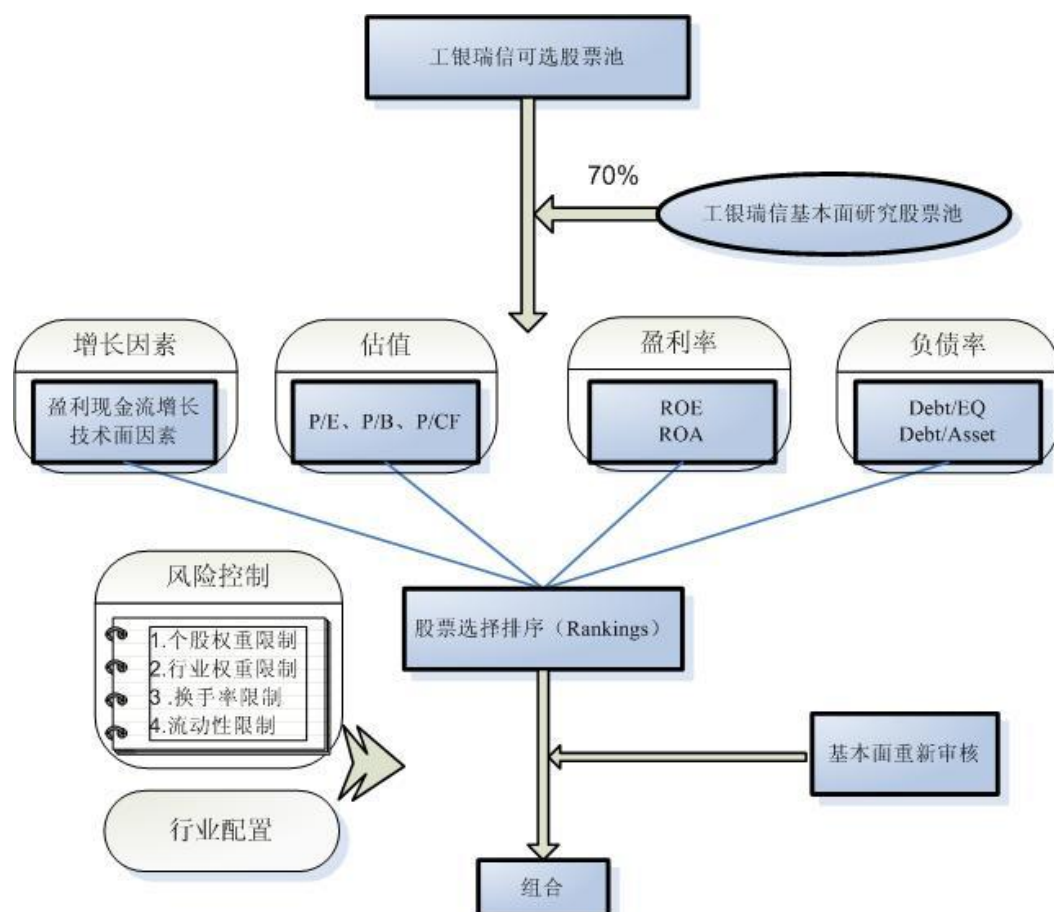 工银瑞信可选股票池
70%
工银瑞信基本面研究股票池
增长因素
盈利现金流增长
技术面因素
估值
P/E、P/B、P/CF
盈利率
ROE
ROA
负债率
Debt/EQ
Debt/Asset
风险控制
1.个股权重限制
2.行业权重限制
3 .换手率限制
4.流动性限制
行业配置
股票选择排序（Rankings）
基本面重新审核
组合